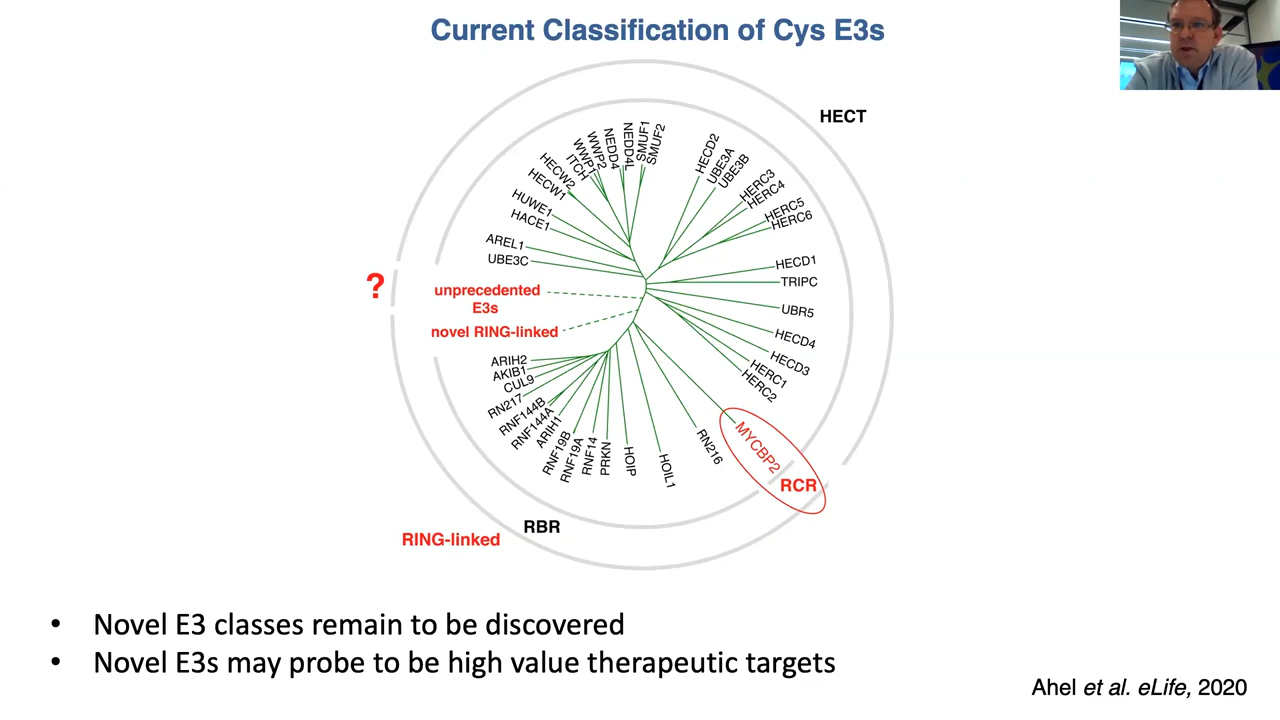 Current Classification of Cys E3s
HECT
SMUF1
SMUF2
NEDD4L
NEDD4
WWP2
WWP1
ITCH
HECW2
HECW1
HUWE1
HACE1
AREL1
UBE3C
HECD2
UBE3A
UBE3B
HERC3
HERC4
HERC5
HERC6
HECD1
TRIPC
UBR5
HECD4
HECD3
HERC1
HERC2
?
unprecedented
E3s
novel RING-linked
ARIH2
AKIB1
CUL9
RN217
RNF144B
RNF144A
ARIH1
RNF19B
RNF19A
RNF14
PRKN
HOIP
HOIL1
RN216
MYCBP2
RCR
RBR
RING-linked
• Novel E3 classes remain to be discovered
• Novel E3s may probe to be high value therapeutic targets
Ahel et al. eLife, 2020